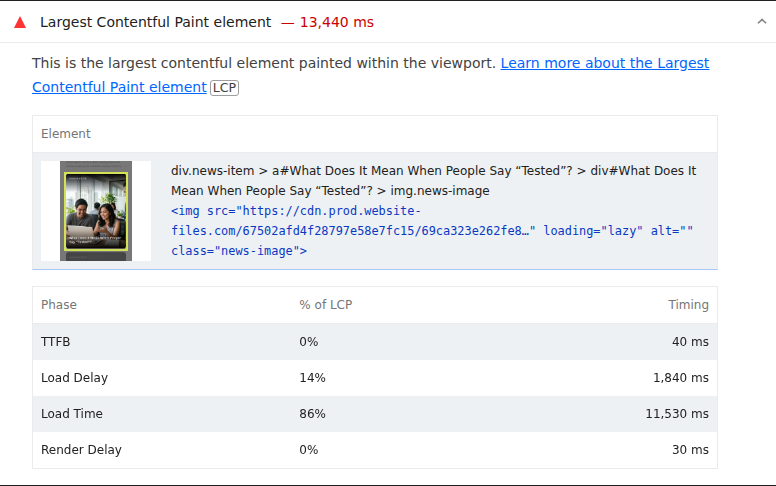 Largest Contentful Paint element — 13,440 ms
This is the largest contentful element painted within the viewport. Learn more about the Largest
Contentful Paint element LCP
Element
div.news-item > a#What Does It Mean When People Say “Tested”? > div#What Does It
Mean When People Say “Tested”? > img.news-image
<img src="https://cdn.prod.website-
files.com/67502afd4f28797e58e7fc15/69ca323e262fe8…" loading="lazy" alt=""
class="news-image">
Phase % of LCP Timing
TTFB 0% 40 ms
Load Delay 14% 1,840 ms
Load Time 86% 11,530 ms
Render Delay 0% 30 ms